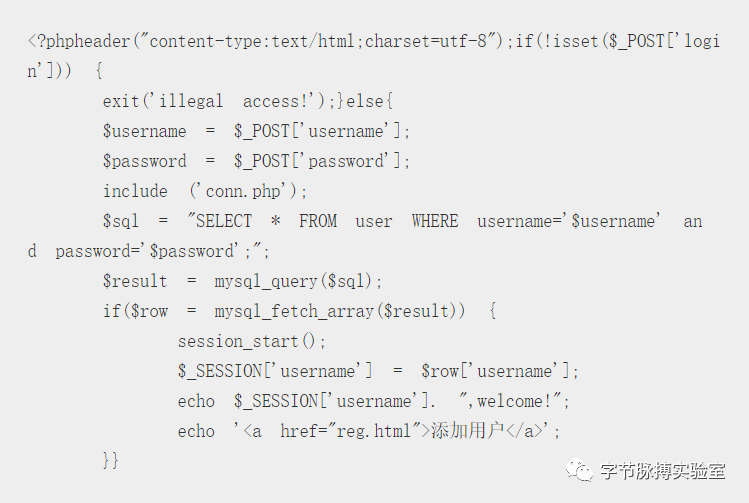 <?phpheader("content-type:text/html;charset=utf-8");if(!isset($_POST['logi
n'])) {
exit('illegal access!');}else{
$username = $_POST['username'];
$password = $_POST['password'];
include ('conn.php');
$sql = "SELECT * FROM user WHERE username='$username' an
d password='$password';";
$result = mysql_query($sql);
if($row = mysql_fetch_array($result)) {
session_start();
$_SESSION['username'] = $row['username'];
echo $_SESSION['username']. ",welcome!";
echo '<a href="reg.html">添加用户</a>';
}}
字节脉搏实验室